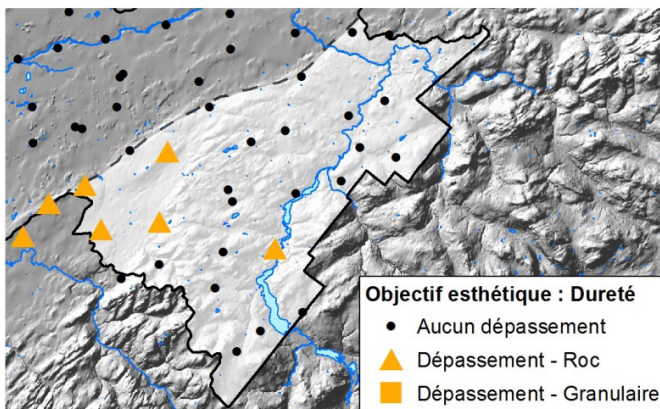 Objectif esthétique : Dureté
Aucun dépassement
Dépassement - Roc
Dépassement - Granulaire